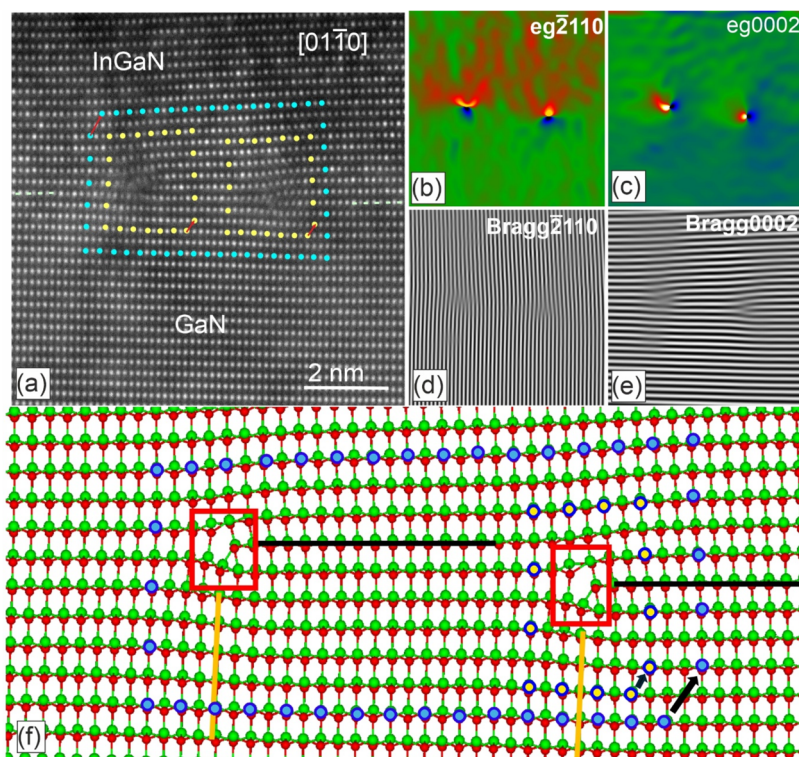 InGaN
[011̄0]
GaN
2 nm
(a)
eg2̄110
(b)
eg0002
(c)
Bragg2̄110
(d)
Bragg0002
(e)
(f)